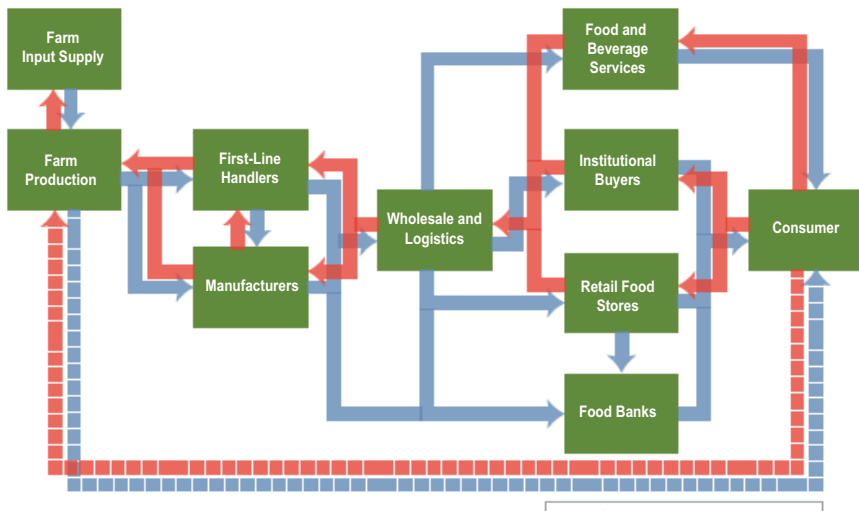 Farm
Input Supply
Food and
Beverage
Services
Farm
Production
First-Line
Handlers
Institutional
Buyers
Wholesale and
Logistics
Consumer
Manufacturers
Retail Food
Stores
Food Banks